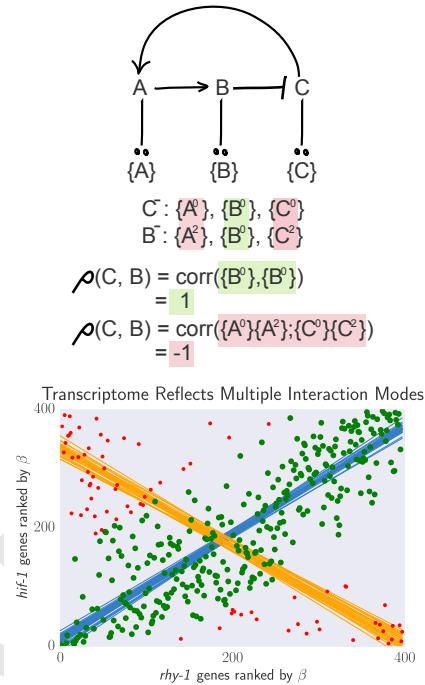 A B C
{A} {B} {C}
C⁻: {A⁰}, {B⁰}, {C⁰}
B⁻: {A²}, {B⁰}, {C²}
ρ(C, B) = corr({B⁰},{B⁰})
= 1
ρ(C, B) = corr({A⁰}{A²};{C⁰}{C²})
= -1
Transcriptome Reflects Multiple Interaction Modes
400
200
0
hif-1 genes ranked by β
0 200 400
rhy-1 genes ranked by β